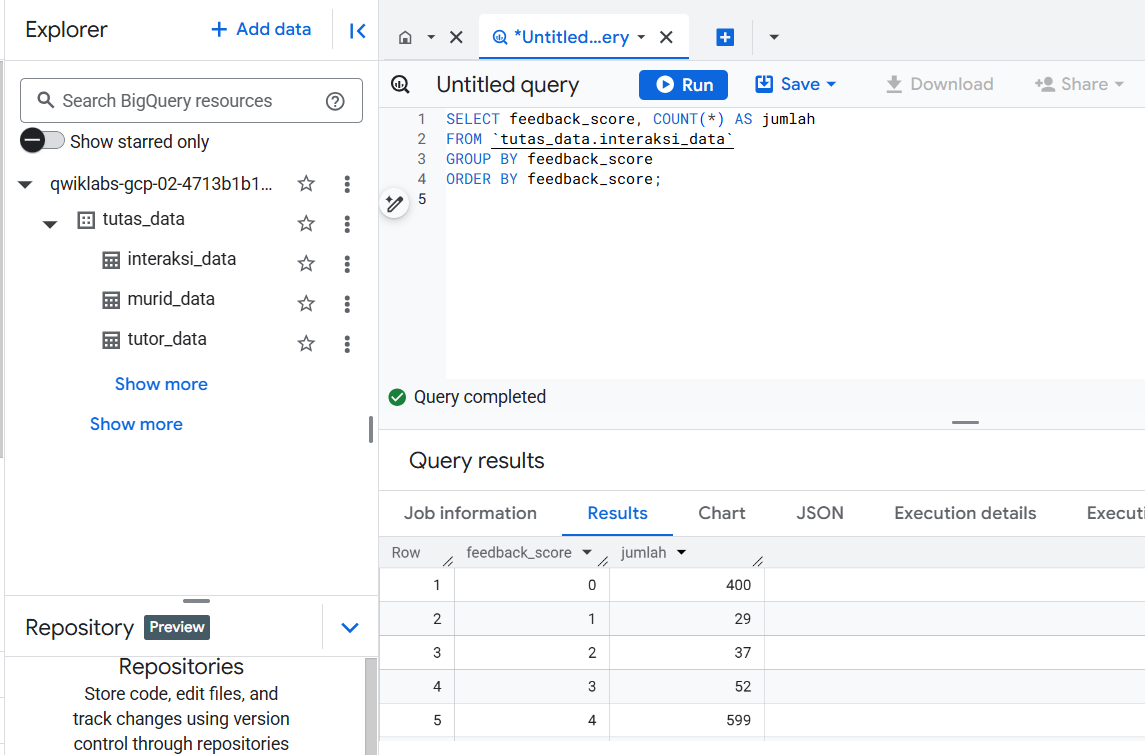 Explorer
Add data
Search BigQuery resources
Show starred only
qwiklabs-gcp-02-4713b1b1...
tutas_data
interaksi_data
murid_data
tutor_data
Show more
Show more
Repository Preview
Repositories
Store code, edit files, and
track changes using version
control through repositories
*Untitled...ery
Untitled query
Run
Save
Download
Share
1 SELECT feedback_score, COUNT(*) AS jumlah
2 FROM `tutas_data.interaksi_data`
3 GROUP BY feedback_score
4 ORDER BY feedback_score;
5
Query completed
Query results
Job information Results Chart JSON Execution details Executi
Row feedback_score jumlah
1 0 400
2 1 29
3 2 37
4 3 52
5 4 599